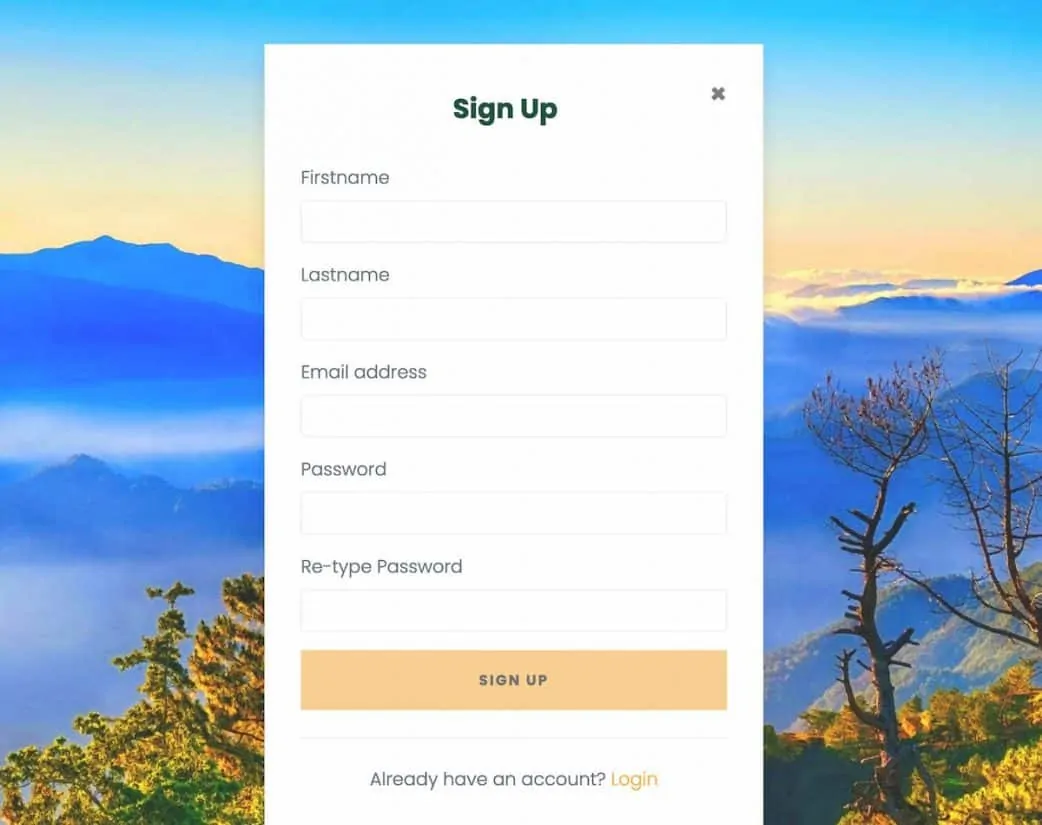 Sign Up
✖
Firstname
Lastname
Email address
Password
Re-type Password
SIGN UP
Already have an account? Login